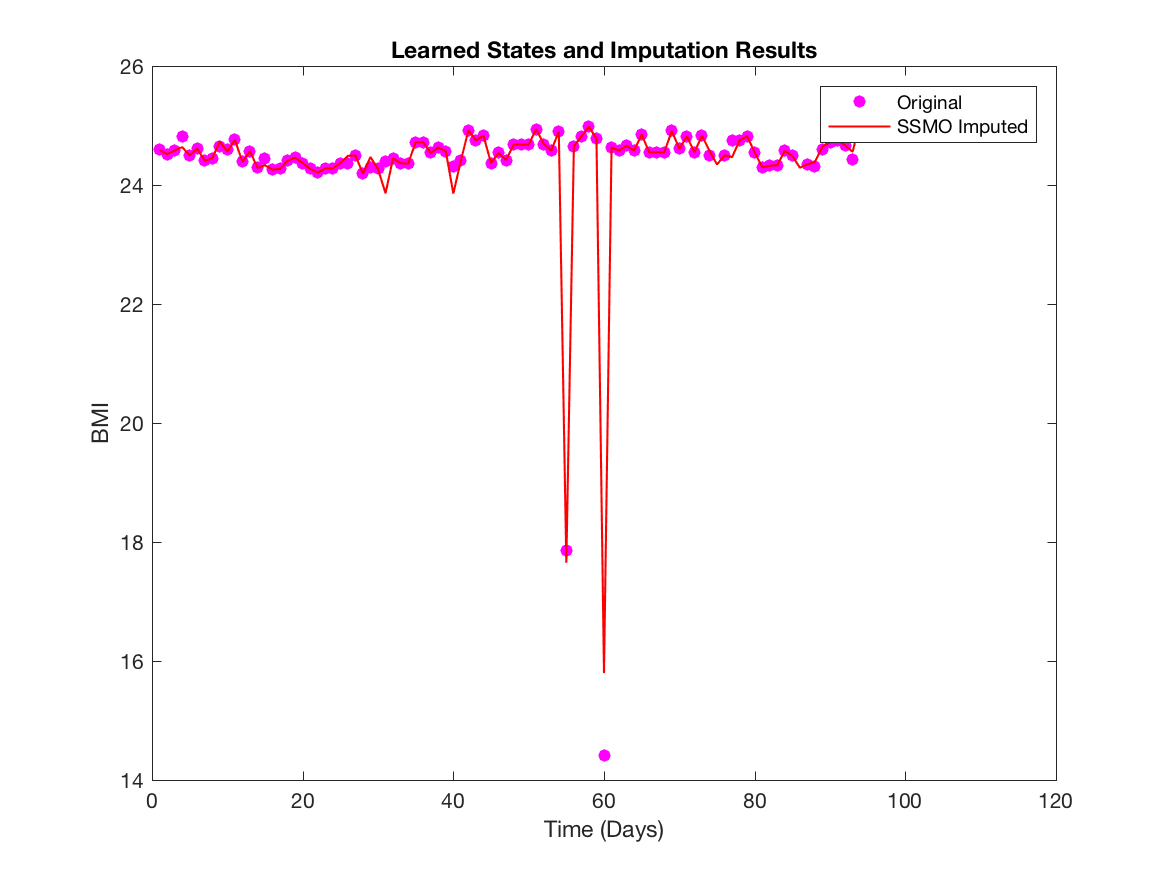 Learned States and Imputation Results
26
24
22
20
18
16
14
BMI
Original
SSMO Imputed
0 20 40 60 80 100 120
Time (Days)